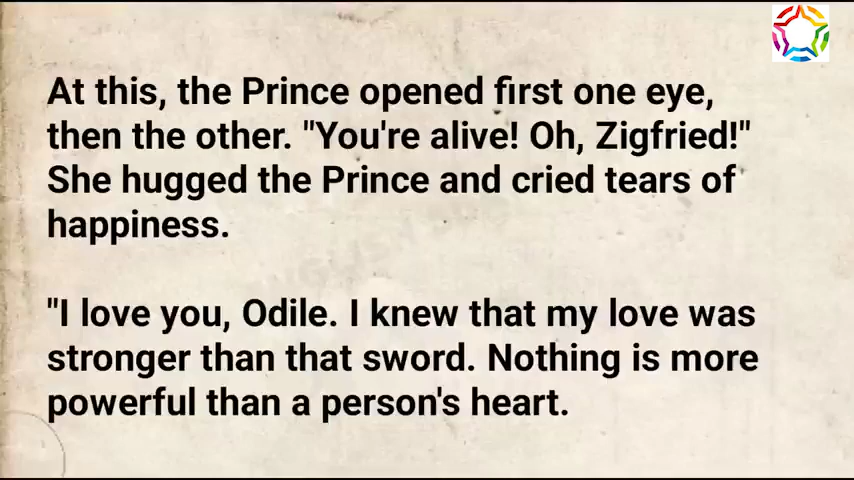 At this, the Prince opened first one eye,
then the other. "You're alive! Oh, Zigfried!"
She hugged the Prince and cried tears of
happiness.
"I love you, Odile. I knew that my love was
stronger than that sword. Nothing is more
powerful than a person's heart.